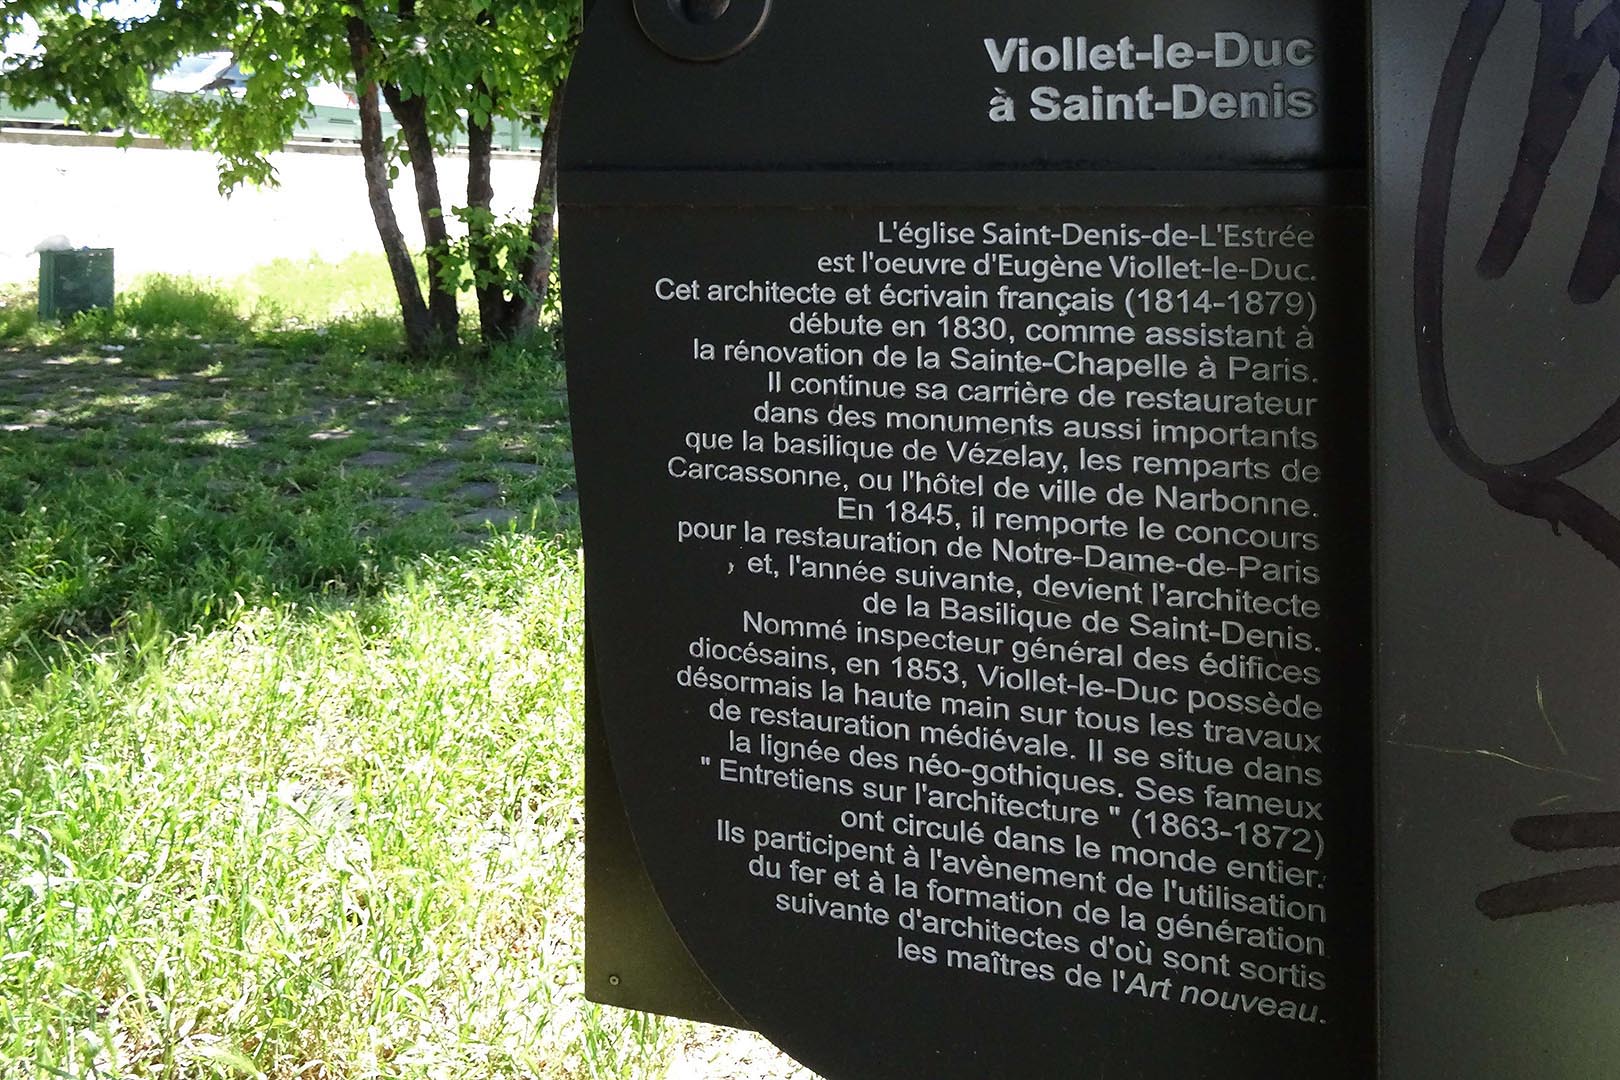 Viollet-le-Duc
à Saint-Denis
L'église Saint-Denis-de-L'Estrée
est l'oeuvre d'Eugène Viollet-le-Duc.
Cet architecte et écrivain français (1814-1879)
débute en 1830, comme assistant à
la rénovation de la Sainte-Chapelle à Paris.
Il continue sa carrière de restaurateur
dans des monuments aussi importants
que la basilique de Vézelay, les remparts de
Carcassonne, ou l'hôtel de ville de Narbonne.
En 1845, il remporte le concours
pour la restauration de Notre-Dame-de-Paris
et, l'année suivante, devient l'architecte
de la Basilique de Saint-Denis.
Nommé inspecteur général des édifices
diocésains, en 1853, Viollet-le-Duc possède
désormais la haute main sur tous les travaux
de restauration médiévale. Il se situe dans
la lignée des néo-gothiques. Ses fameux
" Entretiens sur l'architecture " (1863-1872)
ont circulé dans le monde entier.
Ils participent à l'avènement de l'utilisation
du fer et à la formation de la génération
suivante d'architectes d'où sont sortis
les maîtres de l'Art nouveau.